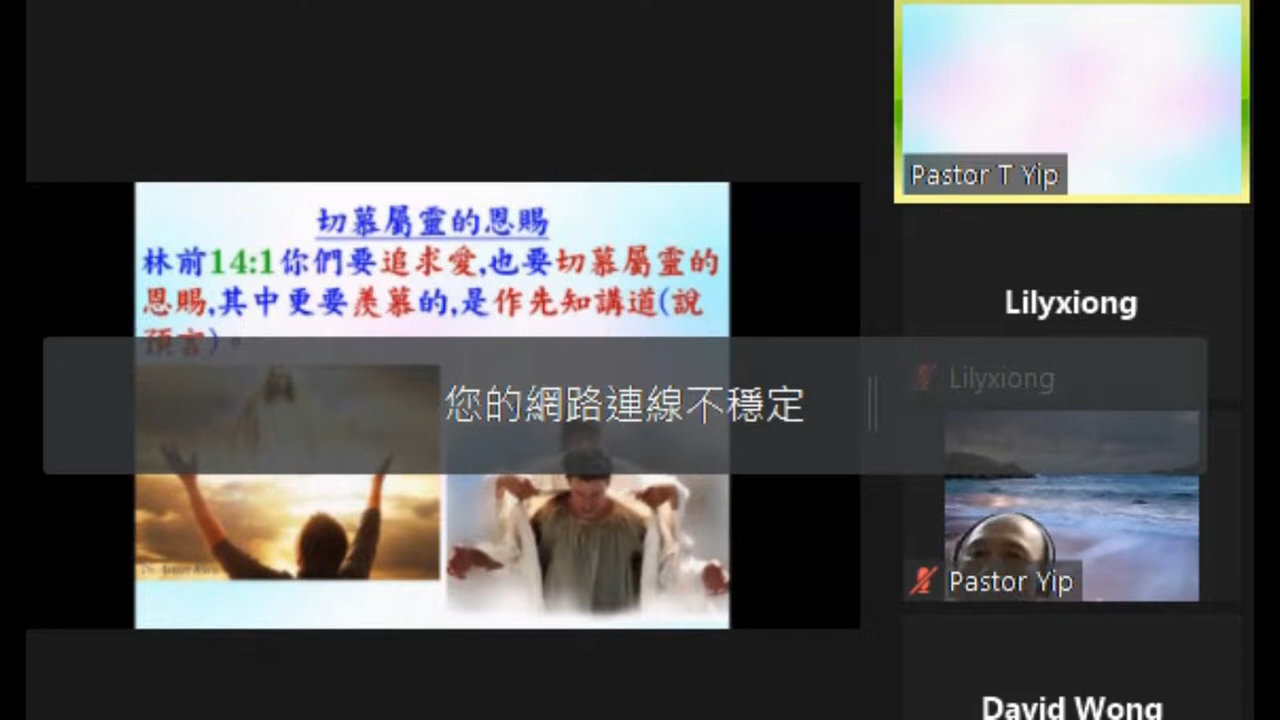 切慕屬靈的恩賜
林前14:1你們要追求愛,也要切慕屬靈的
恩賜,其中更要羨慕的,是作先知講道(說
預言)。
您的網路連線不穩定
Pastor T Yip
Lilyxiong
Lilyxiong
Pastor Yip
David Wong